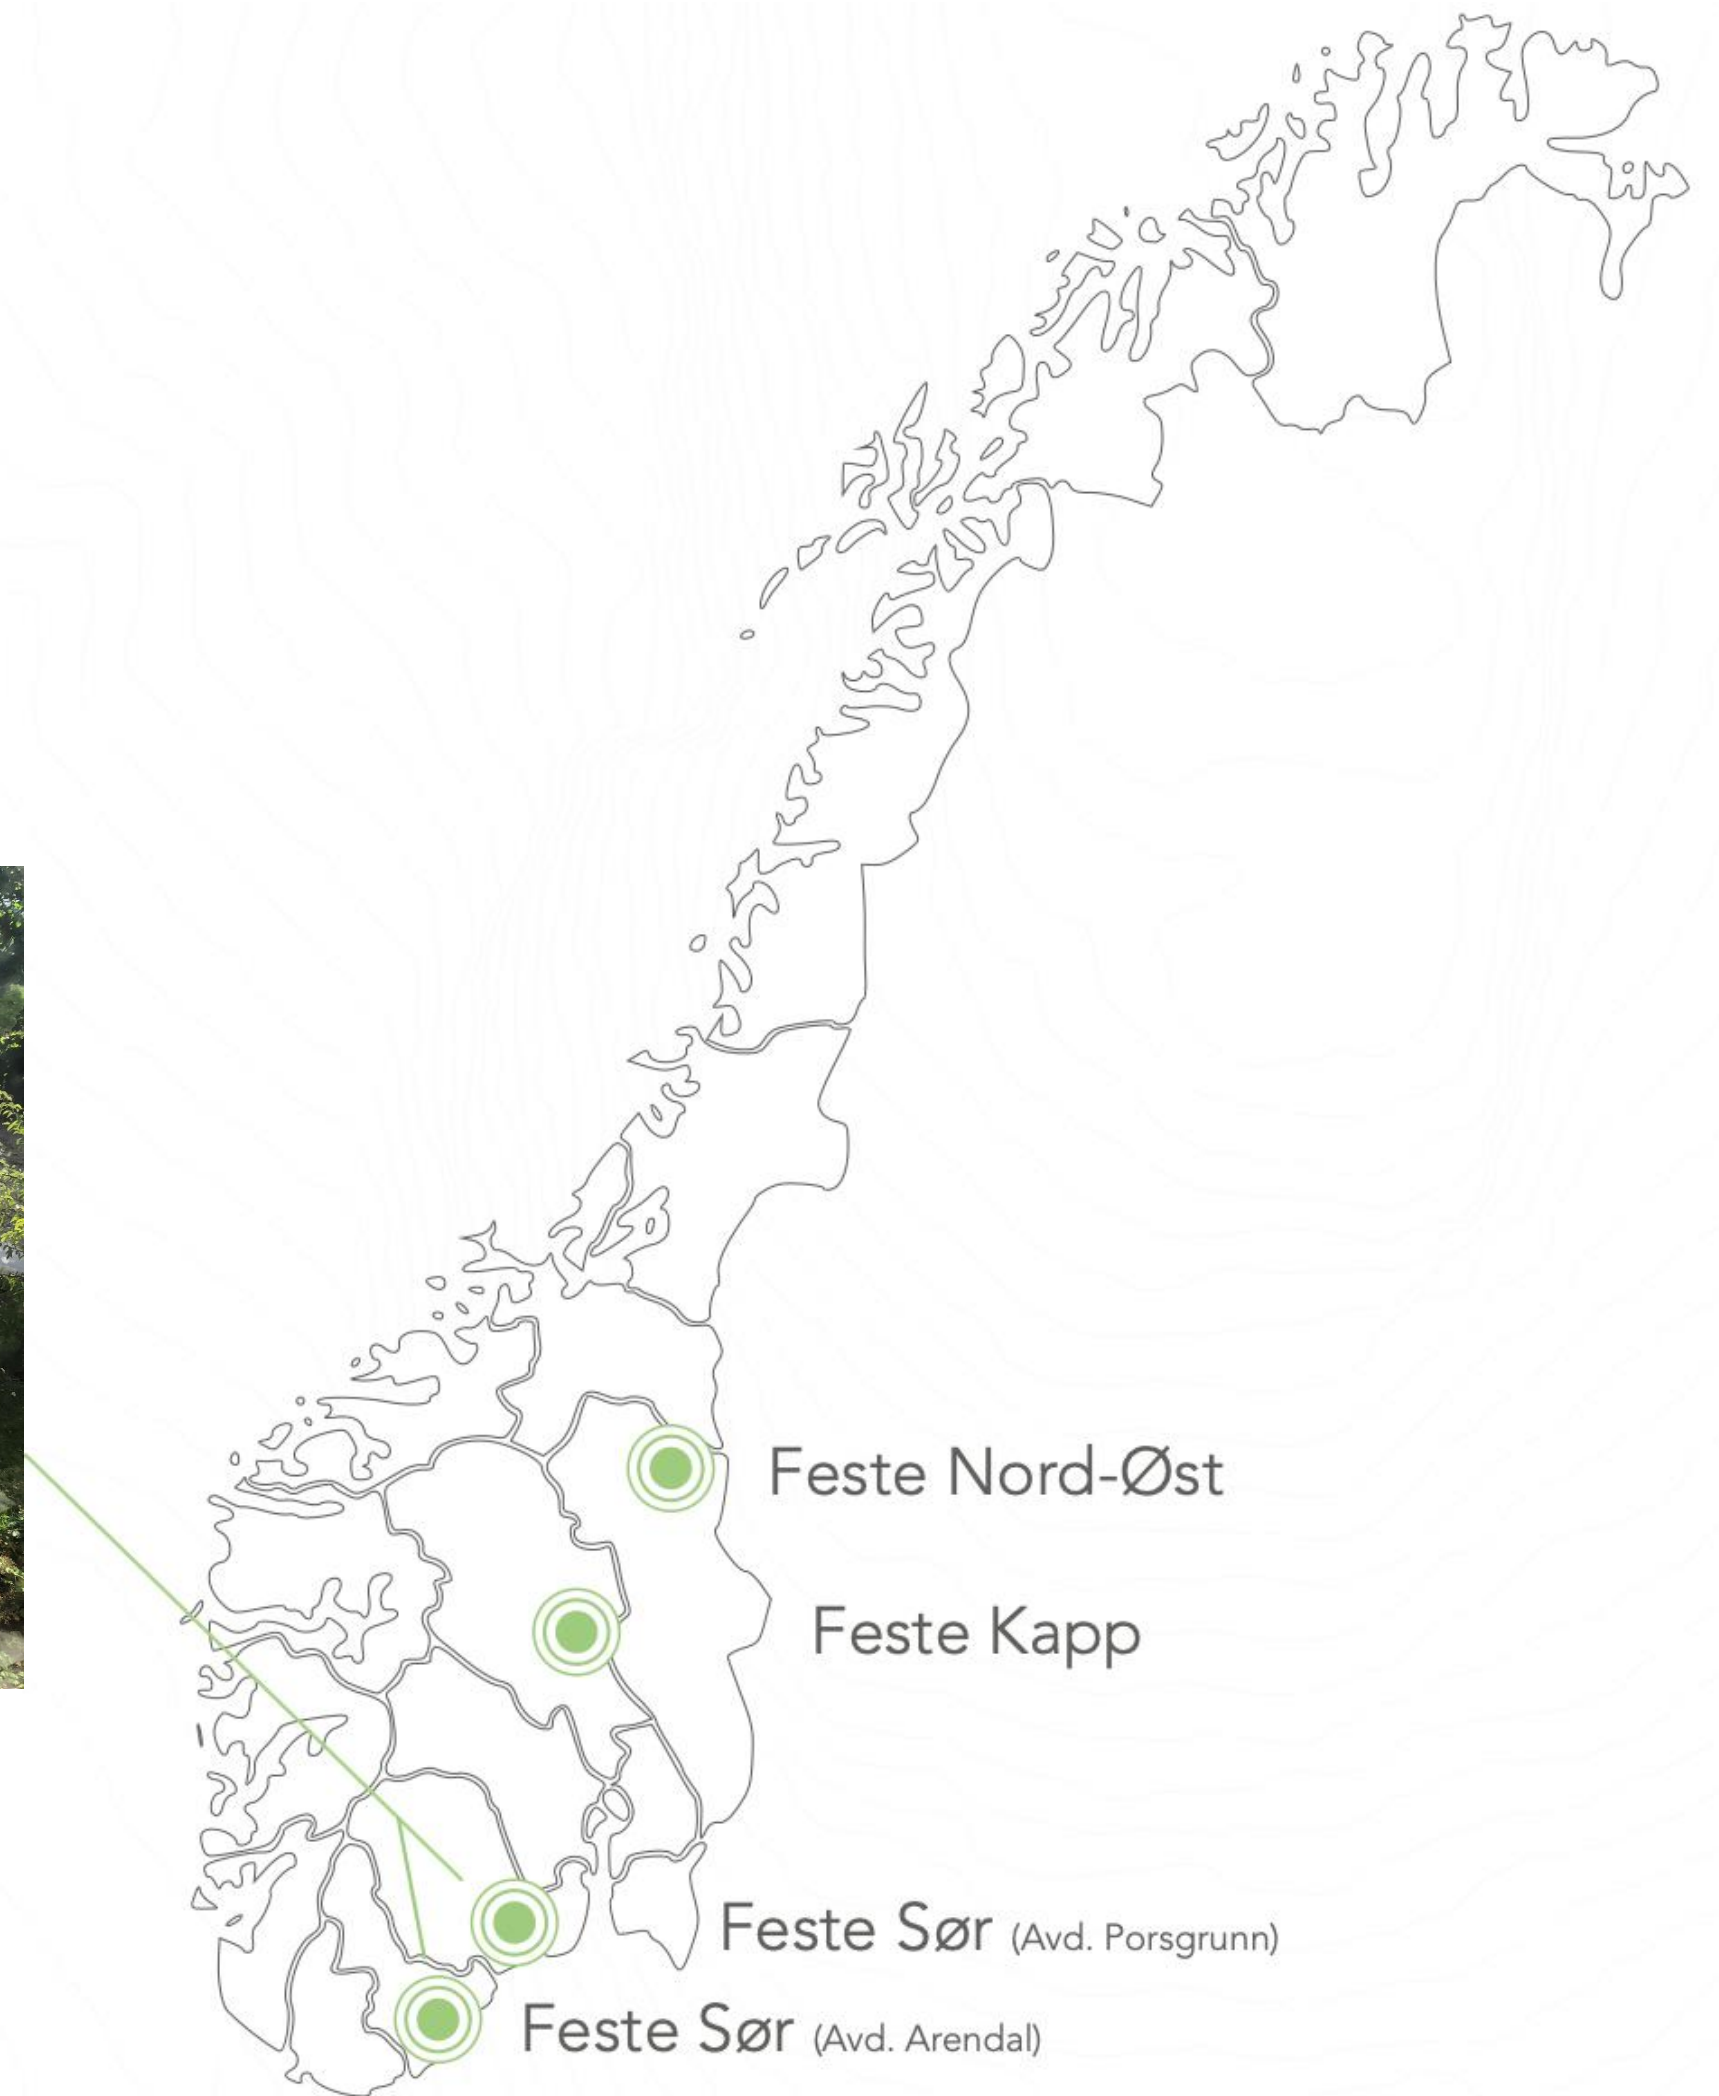 Feste Nord-Øst
Feste Kapp
Feste Sør (Avd. Porsgrunn)
Feste Sør (Avd. Arendal)